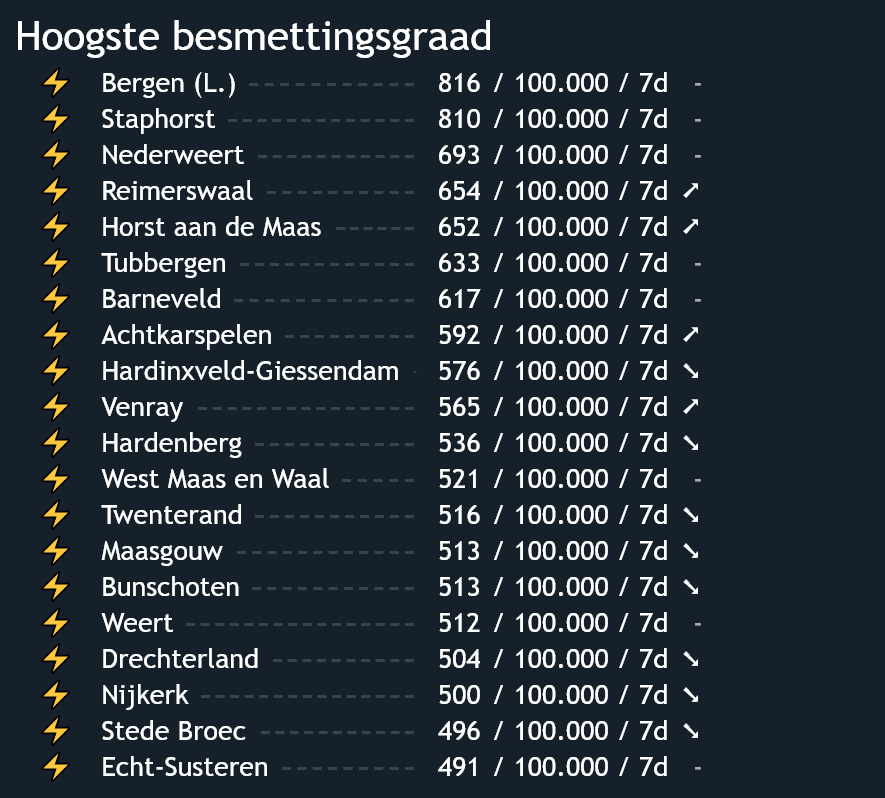 Hoogste besmettingsgraad
Bergen (L.) 816 / 100.000 / 7d -
Staphorst 810 / 100.000 / 7d -
Nederweert 693 / 100.000 / 7d -
Reimerswaal 654 / 100.000 / 7d ↗
Horst aan de Maas 652 / 100.000 / 7d ↗
Tubbergen 633 / 100.000 / 7d -
Barneveld 617 / 100.000 / 7d -
Achtkarspelen 592 / 100.000 / 7d ↗
Hardinxveld-Giessendam 576 / 100.000 / 7d ↘
Venray 565 / 100.000 / 7d ↗
Hardenberg 536 / 100.000 / 7d ↘
West Maas en Waal 521 / 100.000 / 7d -
Twenterand 516 / 100.000 / 7d ↘
Maasgouw 513 / 100.000 / 7d ↘
Bunschoten 513 / 100.000 / 7d ↘
Weert 512 / 100.000 / 7d -
Drechterland 504 / 100.000 / 7d ↘
Nijkerk 500 / 100.000 / 7d ↘
Stede Broec 496 / 100.000 / 7d ↘
Echt-Susteren 491 / 100.000 / 7d -